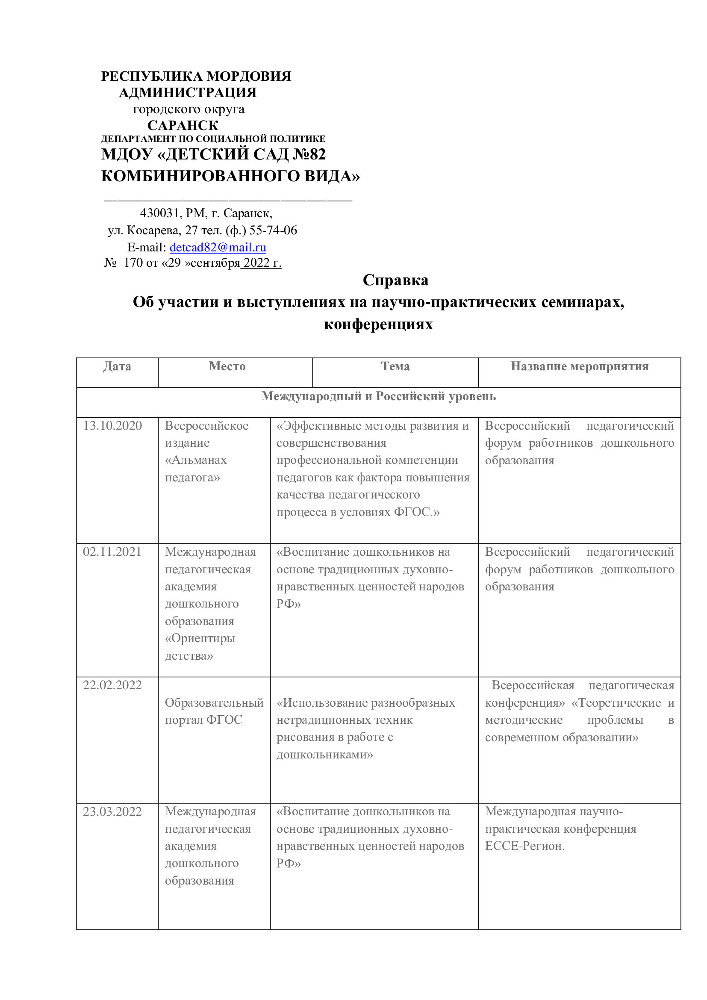 РЕСПУБЛИКА МОРДОВИЯ
АДМИНИСТРАЦИЯ
городского округа
САРАНСК
ДЕПАРТАМЕНТ ПО СОЦИАЛЬНОЙ ПОЛИТИКЕ
МДОУ «ДЕТСКИЙ САД №82
КОМБИНИРОВАННОГО ВИДА»
430031, РМ, г. Саранск,
ул. Косарева, 27 тел. (ф.) 55-74-06
E-mail: detcad82@mail.ru
№ 170 от «29 »сентября 2022 г.
Справка
Об участии и выступлениях на научно-практических семинарах,
конференциях
Дата
Место
Тема
Название мероприятия
Международный и Российский уровень
13.10.2020
Всероссийское
издание
«Альманах
педагога»
«Эффективные методы развития и
совершенствования
профессиональной компетенции
педагогов как фактора повышения
качества педагогического
процесса в условиях ФГОС.»
Всероссийский педагогический
форум работников дошкольного
образования
02.11.2021
Международная
педагогическая
академия
дошкольного
образования
«Ориентиры
детства»
«Воспитание дошкольников на
основе традиционных духовно-
нравственных ценностей народов
РФ»
Всероссийский педагогический
форум работников дошкольного
образования
22.02.2022
Образовательный
портал ФГОС
«Использование разнообразных
нетрадиционных техник
рисования в работе с
дошкольниками»
Всероссийская педагогическая
конференция» «Теоретические и
методические проблемы в
современном образовании»
23.03.2022
Международная
педагогическая
академия
дошкольного
образования
«Воспитание дошкольников на
основе традиционных духовно-
нравственных ценностей народов
РФ»
Международная научно-
практическая конференция
ЕССЕ-Регион.